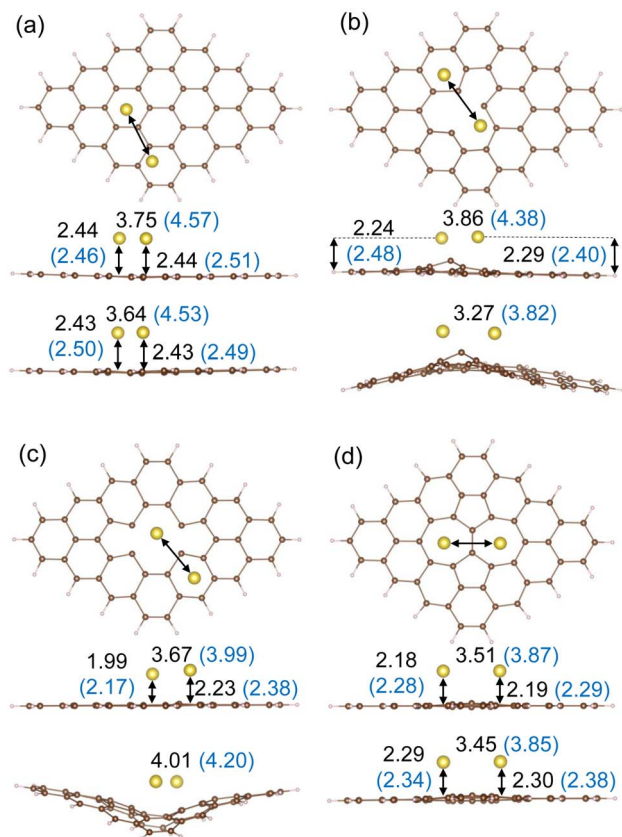 (a)
(b)
2.44 3.75 (4.57)
(2.46) 2.44 (2.51)
2.43 3.64 (4.53)
(2.50) 2.43 (2.49)
2.24 3.86 (4.38)
(2.48) 2.29 (2.40)
3.27 (3.82)
(c)
(d)
1.99 3.67 (3.99)
(2.17) 2.23 (2.38)
4.01 (4.20)
2.18 3.51 (3.87)
(2.28) 2.19 (2.29)
2.29 3.45 (3.85)
(2.34) 2.30 (2.38)